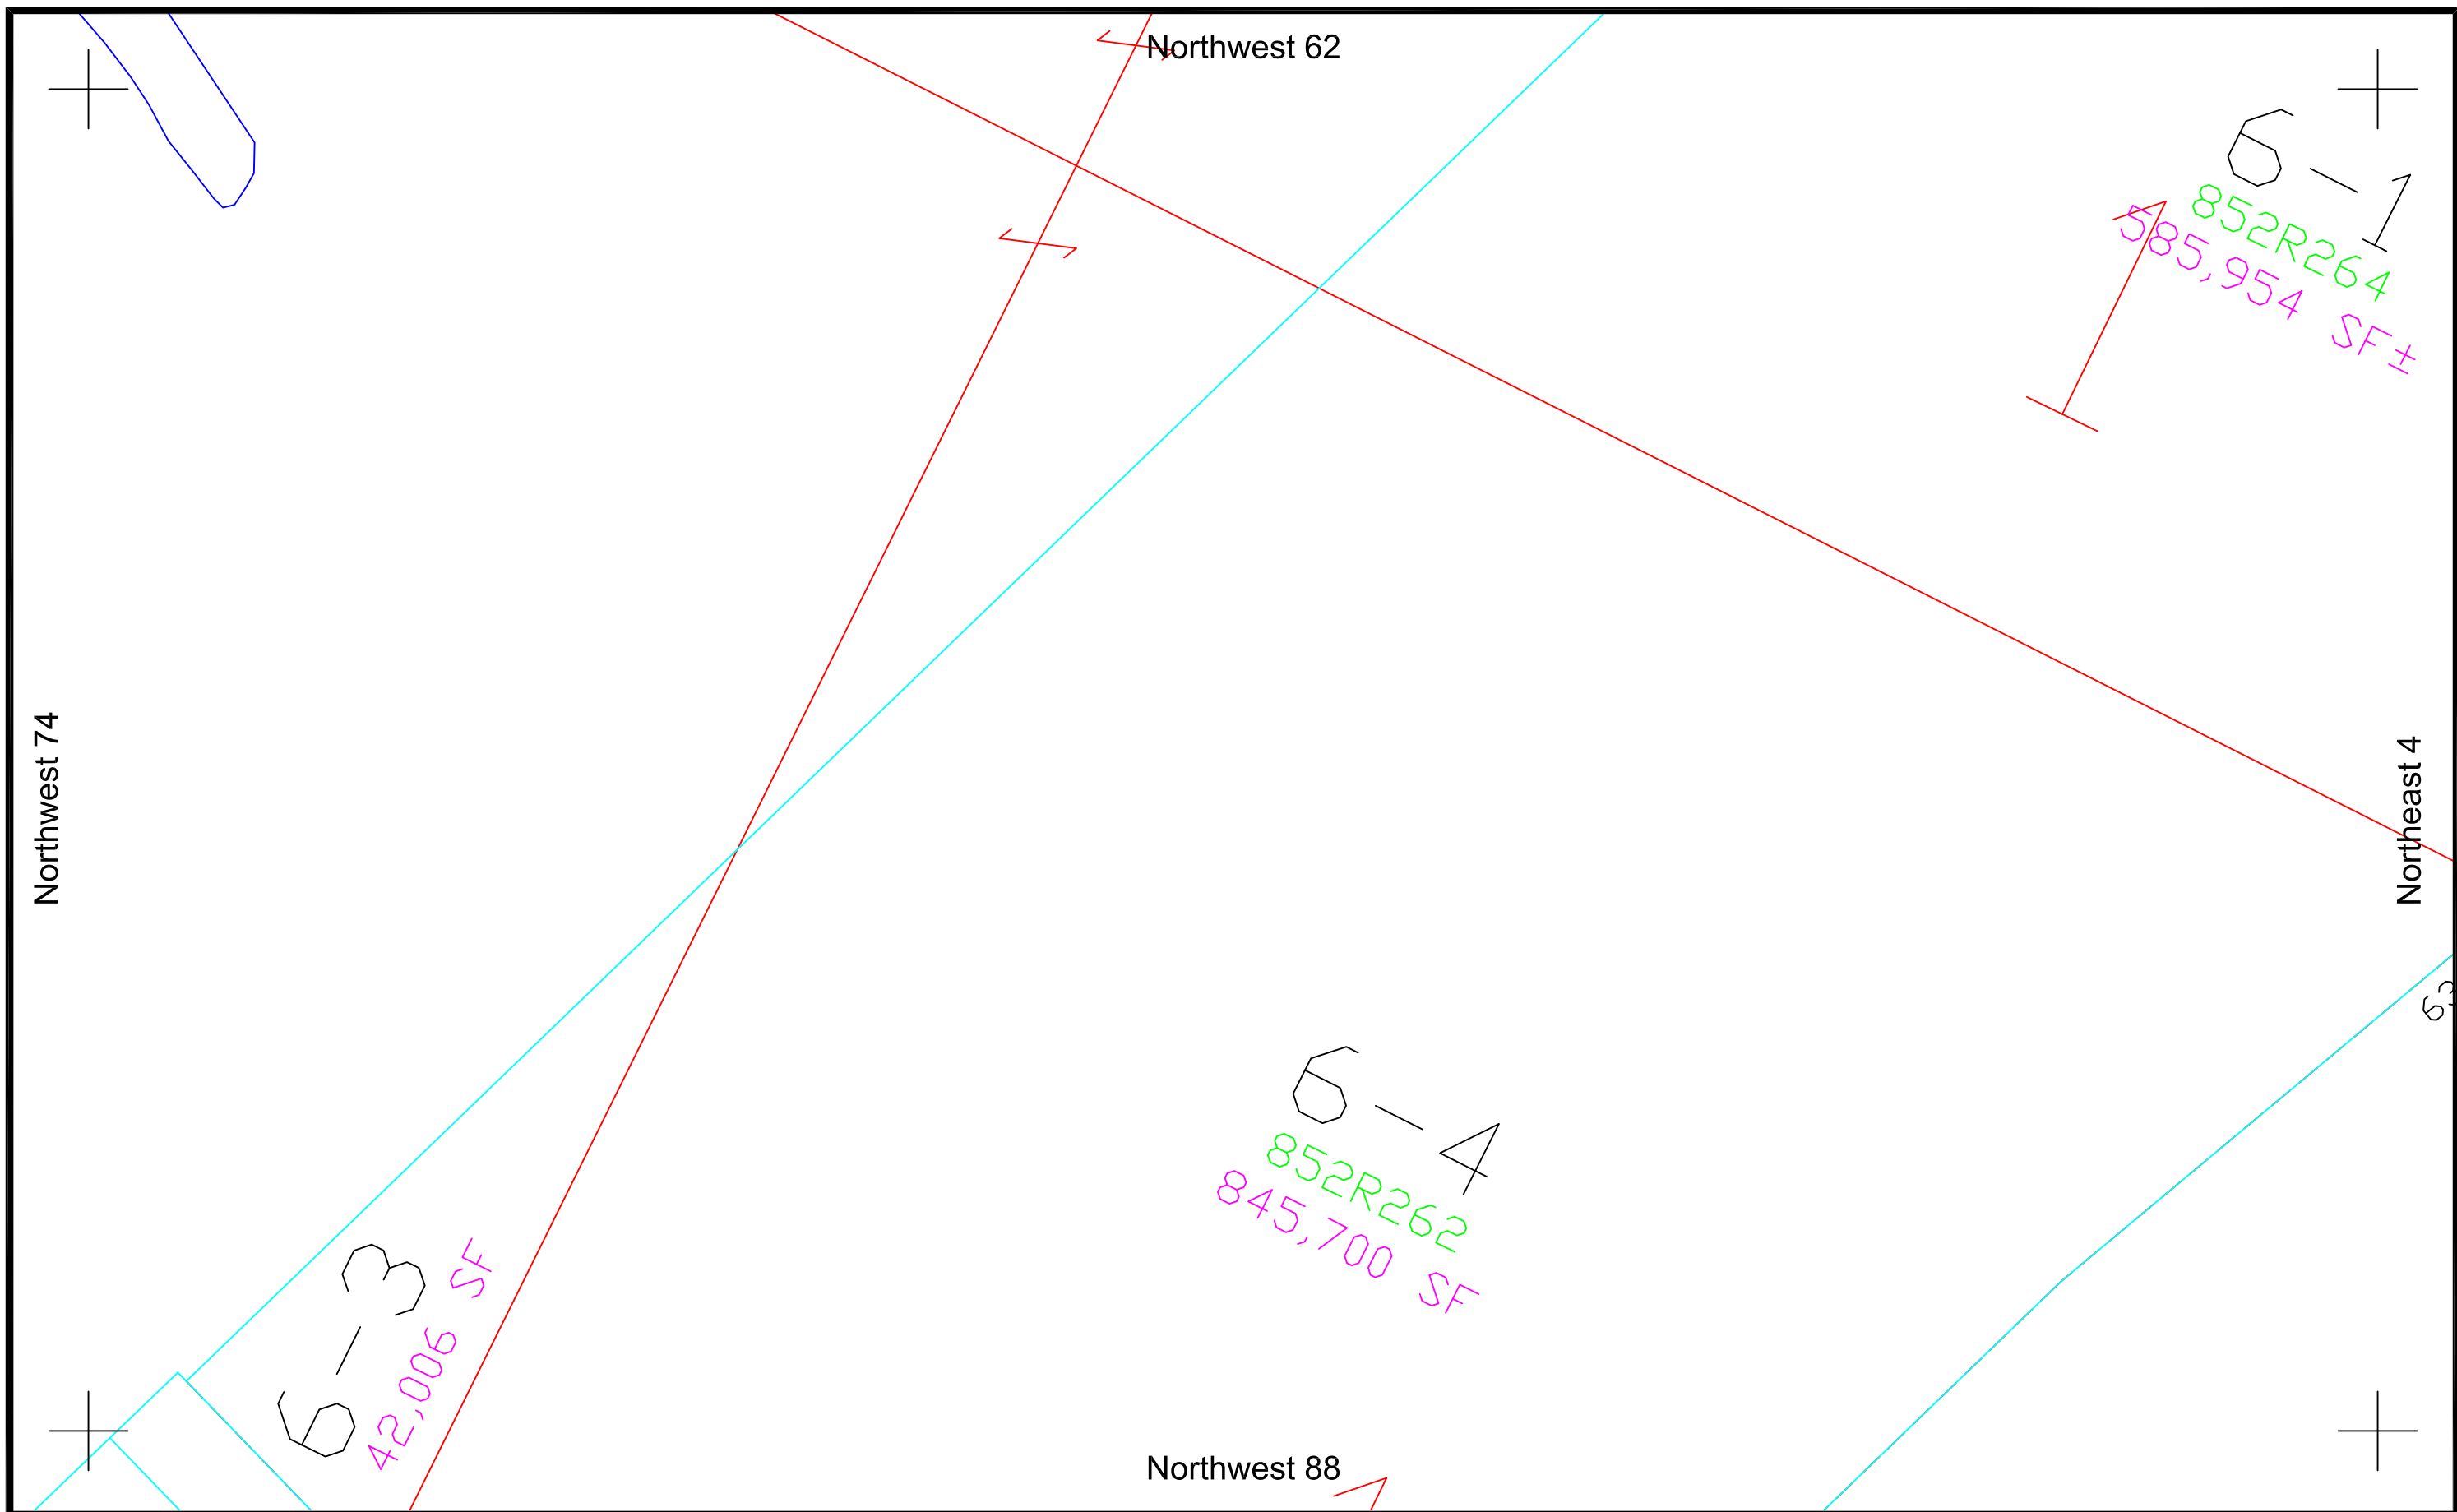 Northwest 62
6-1
852R264
585,954 SF±
Northwest 74
Northeast 4
63
6-4
852R262
845,700 SF
6-3
42,006 SF
Northwest 88